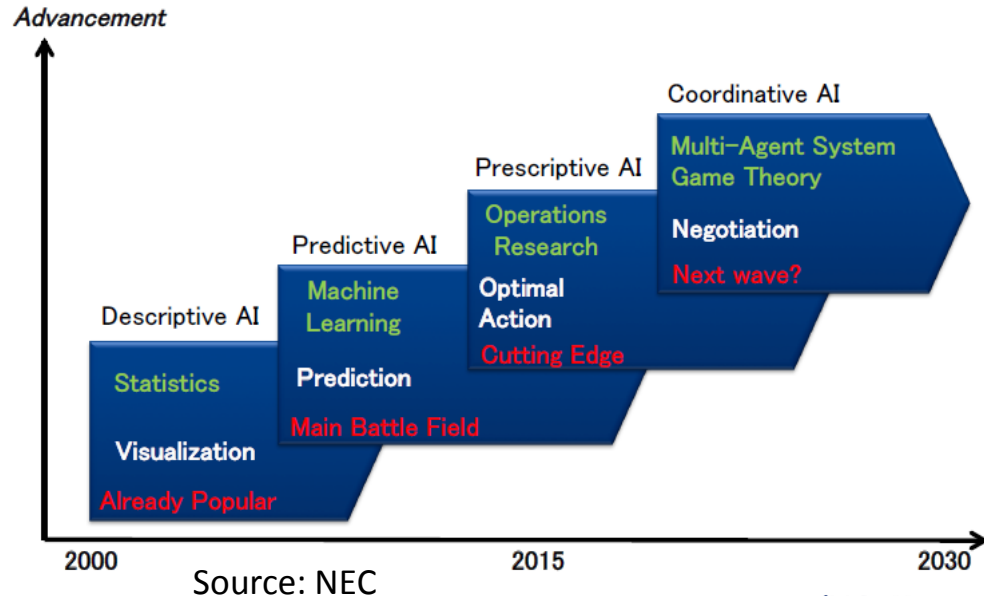 Advancement
Coordinative AI
Multi-Agent System
Game Theory
Negotiation
Next wave?
Prescriptive AI
Operations
Research
Optimal
Action
Cutting Edge
Predictive AI
Machine
Learning
Prediction
Main Battle Field
Descriptive AI
Statistics
Visualization
Already Popular
2000
2015
2030
Source: NEC